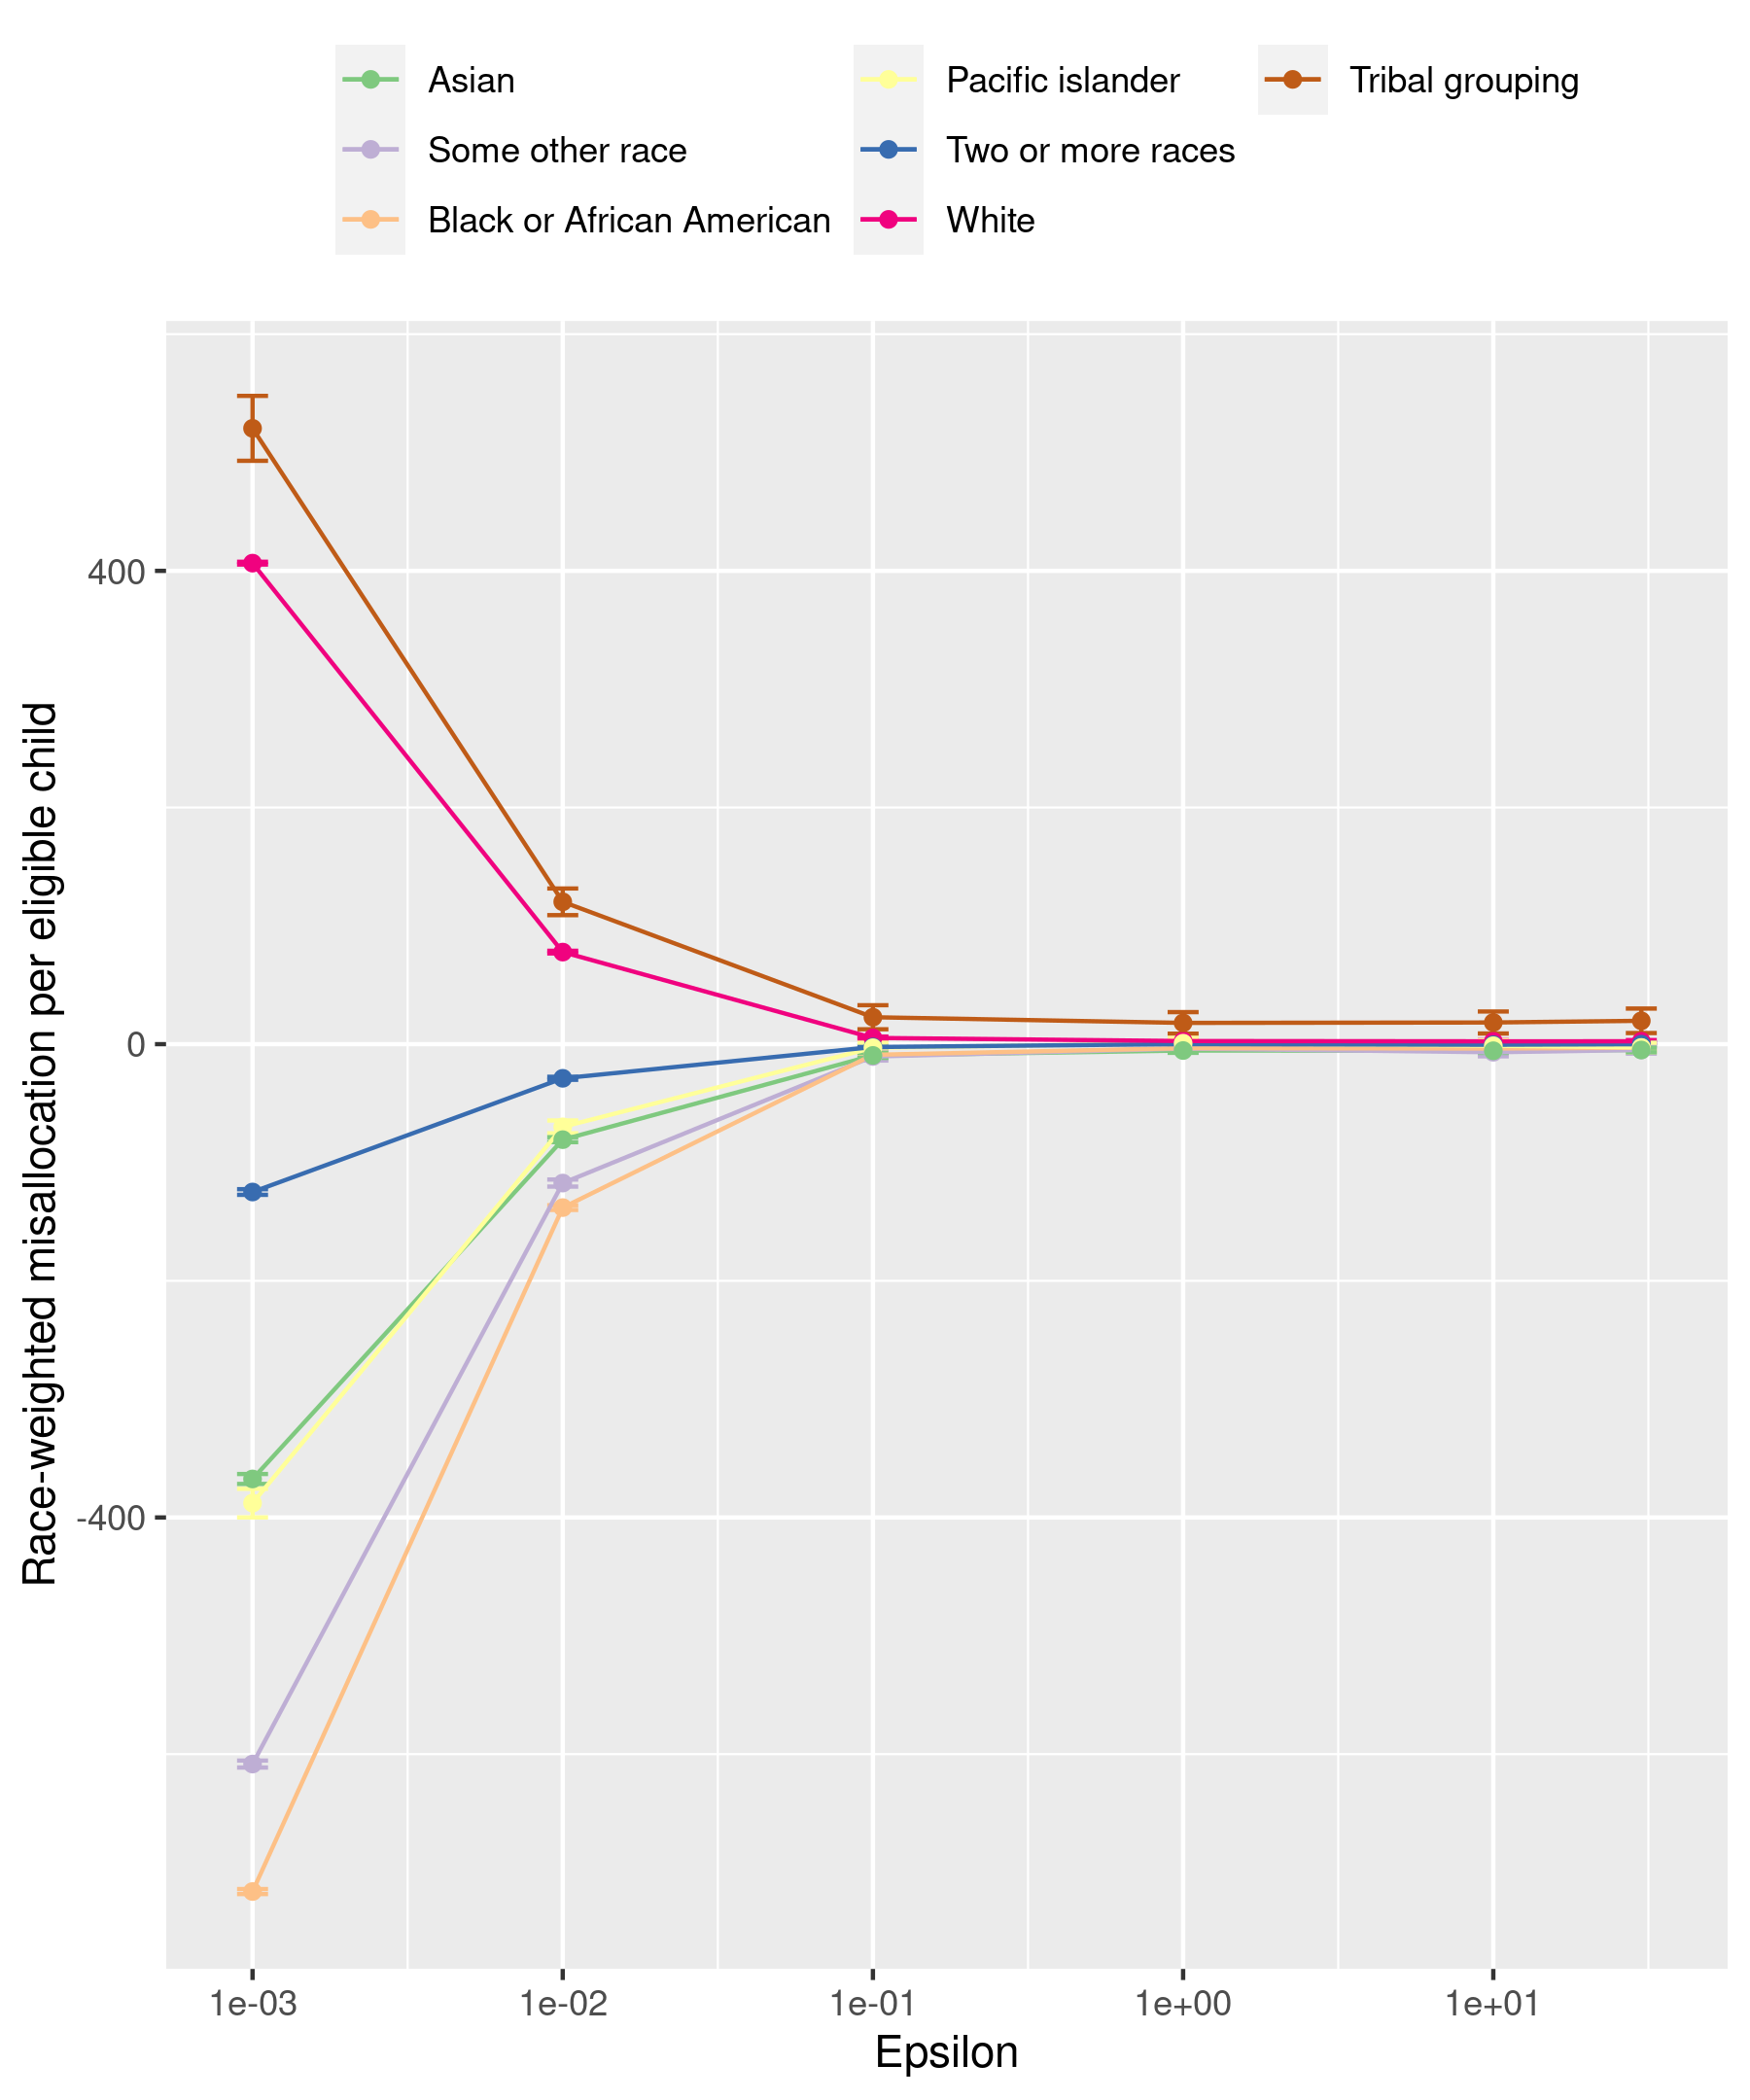 Asian
Some other race
Black or African American
Pacific islander
Two or more races
White
Tribal grouping
Race-weighted misallocation per eligible child
400
0
-400
1e-03
1e-02
1e-01
1e+00
1e+01
Epsilon